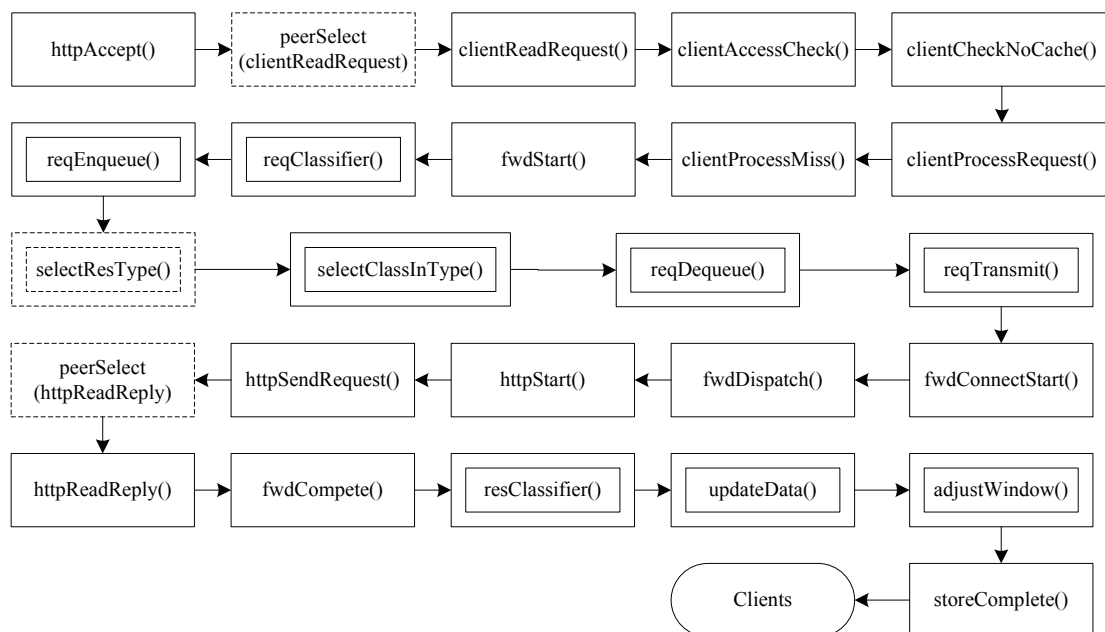 httpAccept()
peerSelect
(clientReadRequest)
clientReadRequest()
clientAccessCheck()
clientCheckNoCache()
reqEnqueue()
reqClassifier()
fwdStart()
clientProcessMiss()
clientProcessRequest()
selectResType()
selectClassInType()
reqDequeue()
reqTransmit()
peerSelect
(httpReadReply)
httpSendRequest()
httpStart()
fwdDispatch()
fwdConnectStart()
httpReadReply()
fwdCompete()
resClassifier()
updateData()
adjustWindow()
Clients
storeComplete()